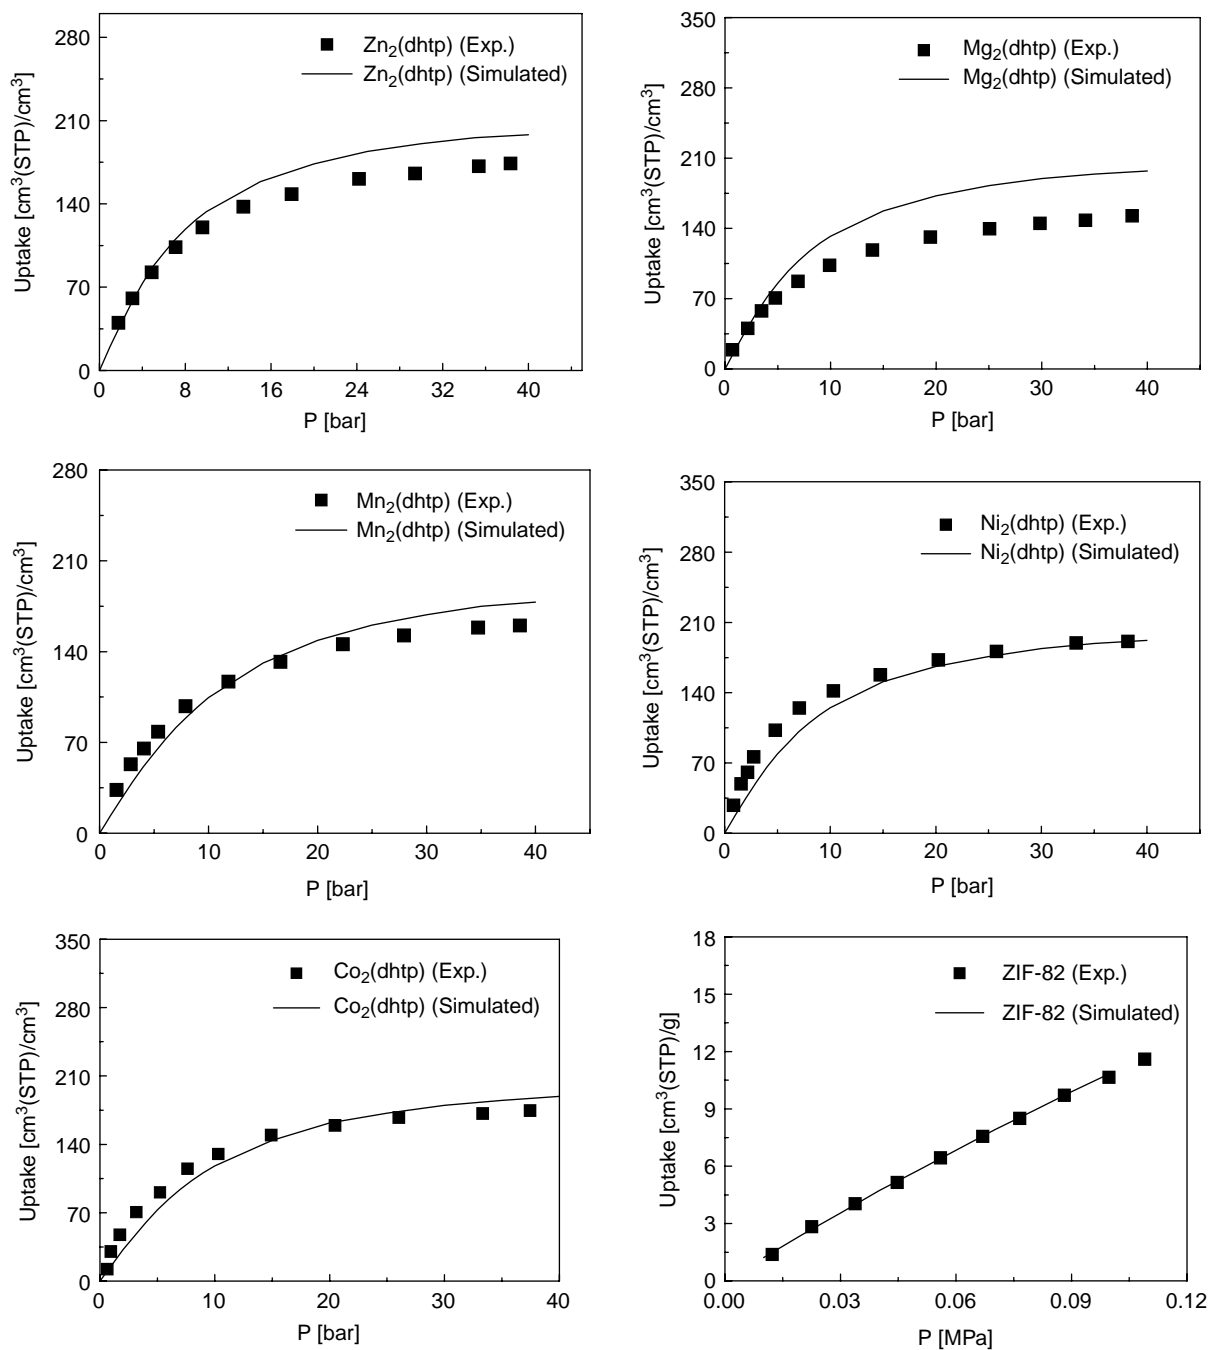 280
210
140
70
0
Uptake [cm³(STP)/cm³]
Zn₂(dhtp) (Exp.)
Zn₂(dhtp) (Simulated)
0 8 16 24 32 40
P [bar]
350
280
210
140
70
0
Uptake [cm³(STP)/cm³]
Mg₂(dhtp) (Exp.)
Mg₂(dhtp) (Simulated)
0 10 20 30 40
P [bar]
280
210
140
70
0
Uptake [cm³(STP)/cm³]
Mn₂(dhtp) (Exp.)
Mn₂(dhtp) (Simulated)
0 10 20 30 40
P [bar]
350
280
210
140
70
0
Uptake [cm³(STP)/cm³]
Ni₂(dhtp) (Exp.)
Ni₂(dhtp) (Simulated)
0 10 20 30 40
P [bar]
350
280
210
140
70
0
Uptake [cm³(STP)/cm³]
Co₂(dhtp) (Exp.)
Co₂(dhtp) (Simulated)
0 10 20 30 40
P [bar]
18
15
12
9
6
3
0
Uptake [cm³(STP)/g]
ZIF-82 (Exp.)
ZIF-82 (Simulated)
0.00 0.03 0.06 0.09 0.12
P [MPa]